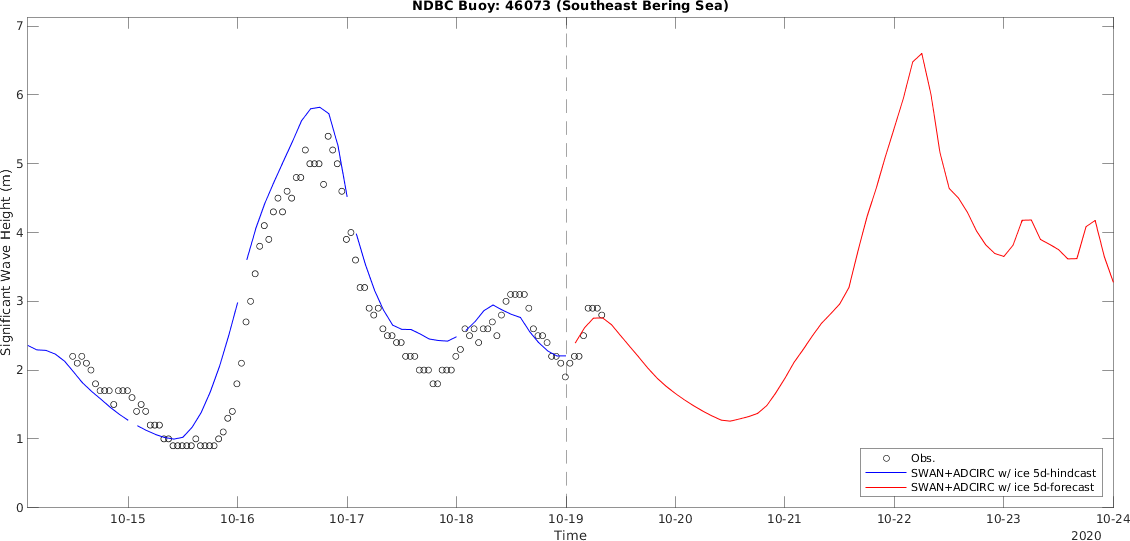 NDBC Buoy: 46073 (Southeast Bering Sea)
Significant Wave Height (m)
7
6
5
4
3
2
1
0
10-15 10-16 10-17 10-18 10-19 10-20 10-21 10-22 10-23 10-24
Time
2020
Obs.
SWAN+ADCIRC w/ ice 5d-hindcast
SWAN+ADCIRC w/ ice 5d-forecast